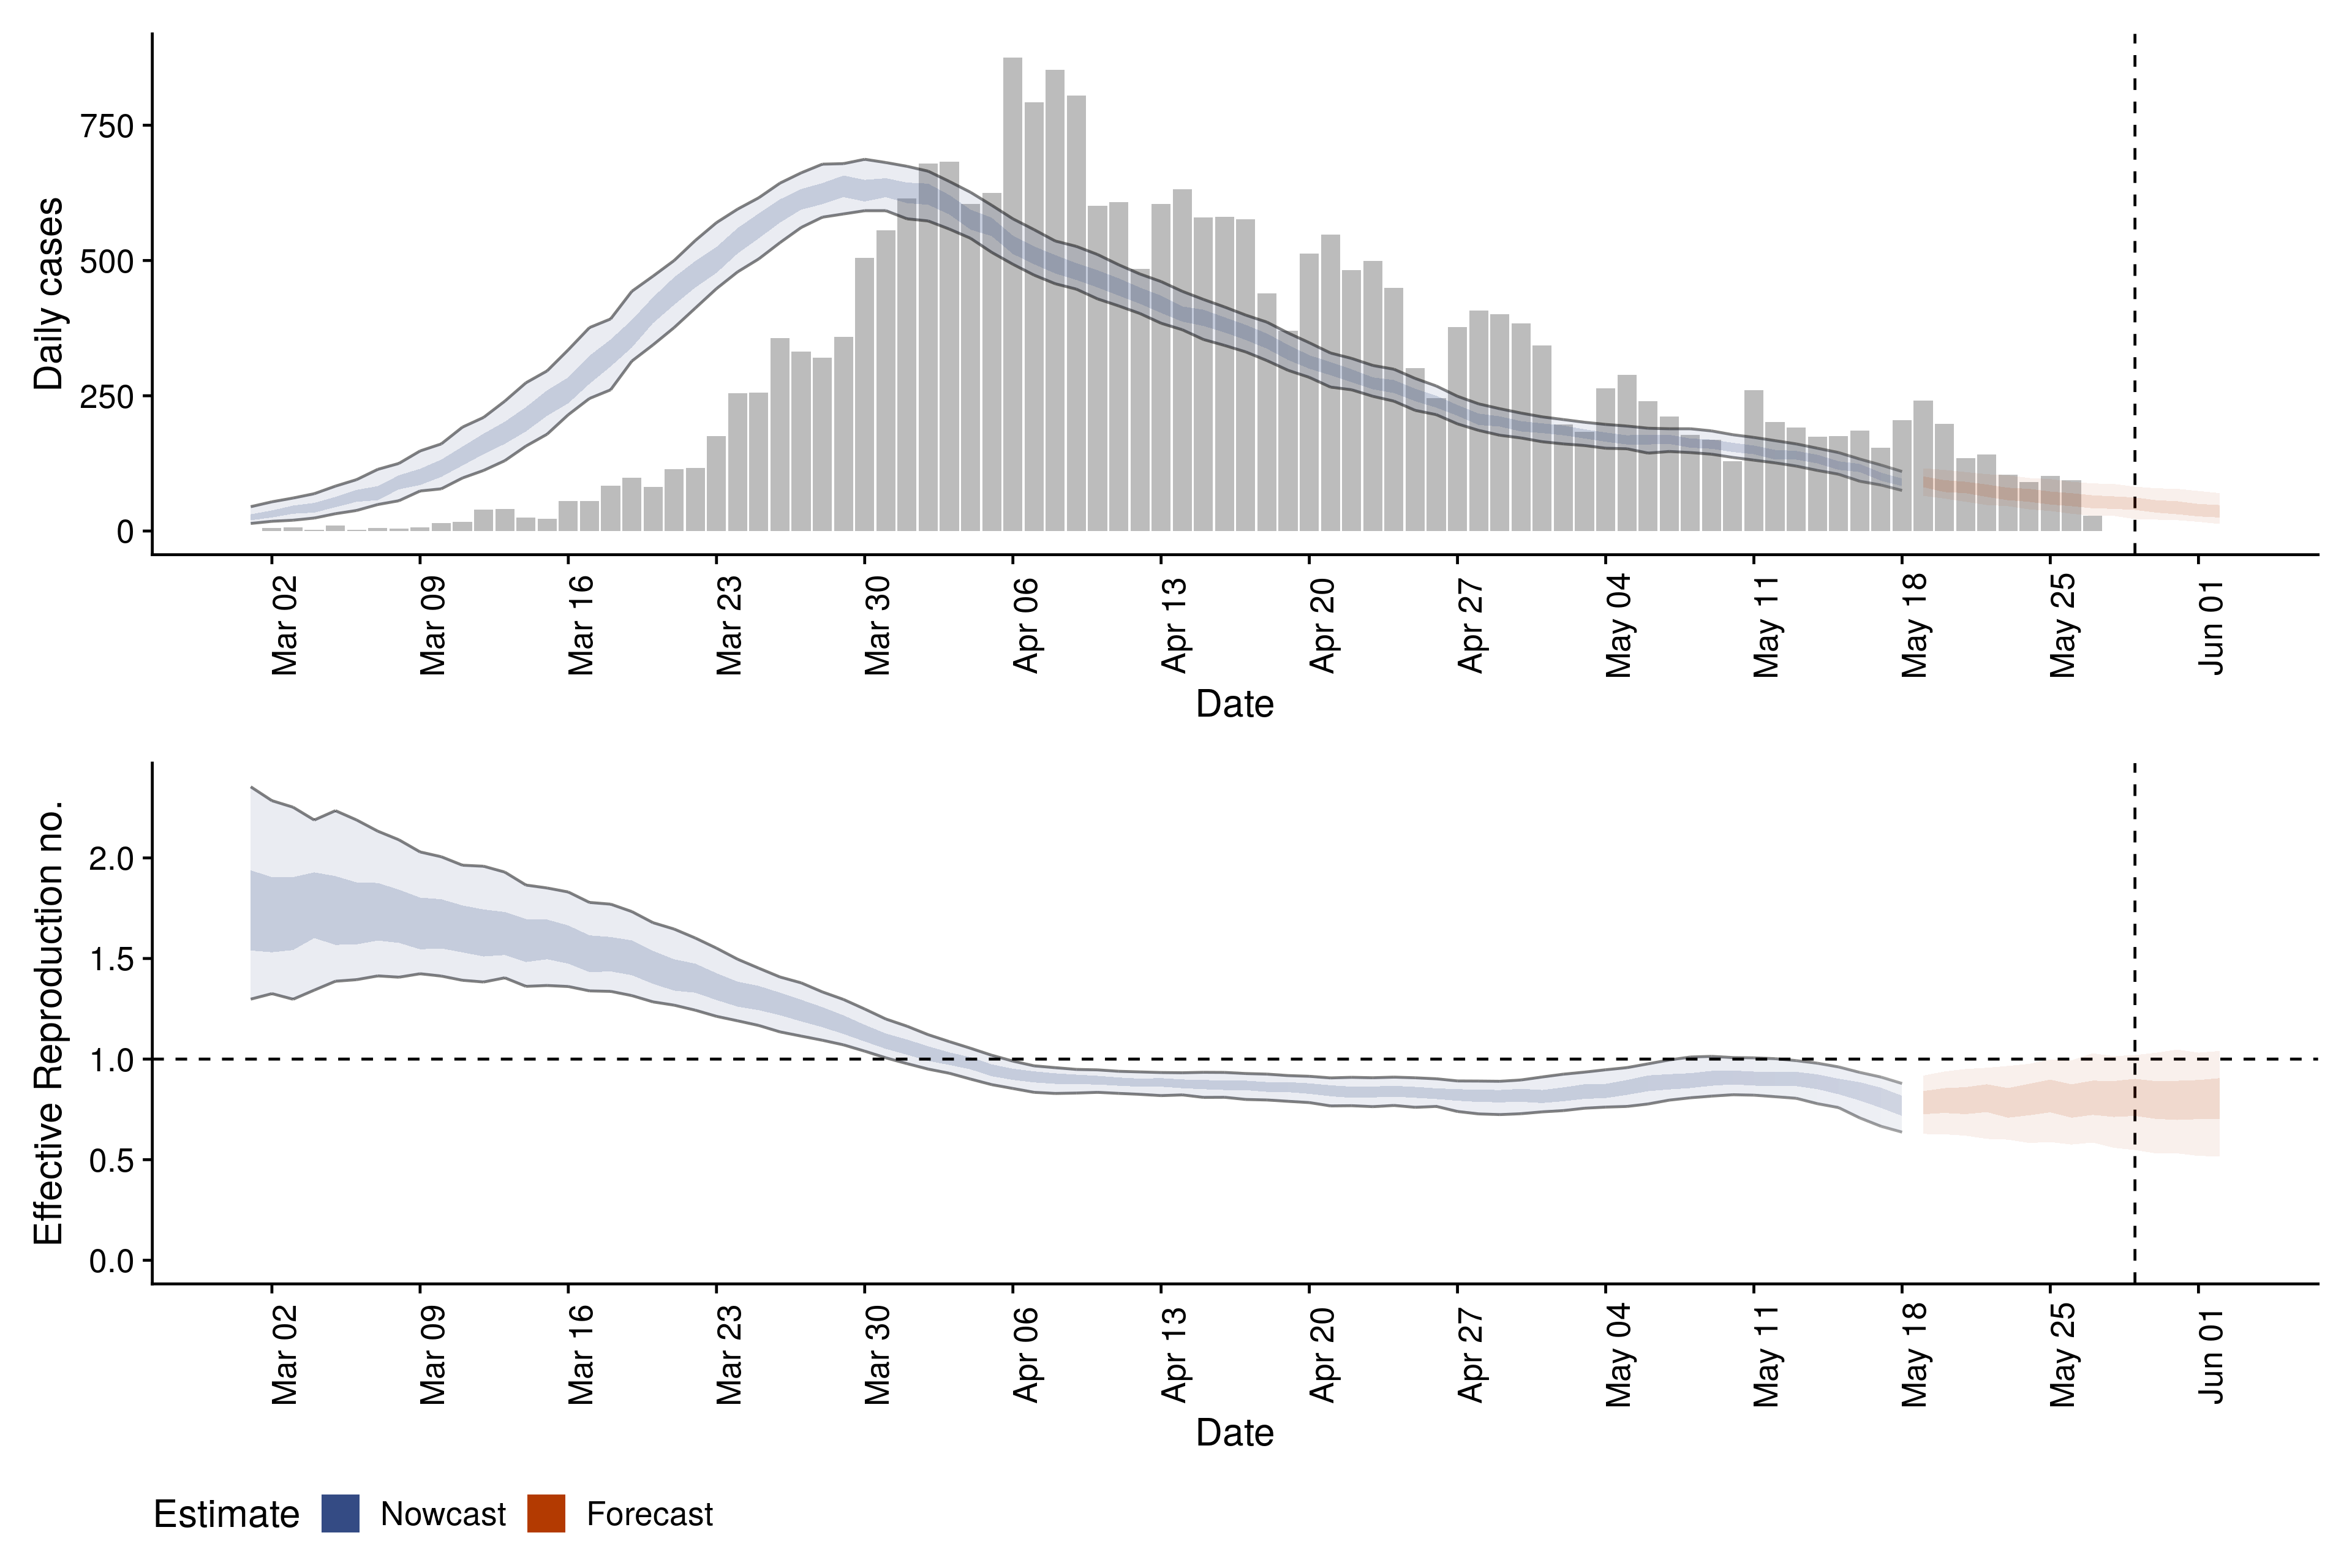 Daily cases
750
500
250
0
Mar 02
Mar 09
Mar 16
Mar 23
Mar 30
Apr 06
Apr 13
Apr 20
Apr 27
May 04
May 11
May 18
May 25
Jun 01
Date
Effective Reproduction no.
2.0
1.5
1.0
0.5
0.0
Mar 02
Mar 09
Mar 16
Mar 23
Mar 30
Apr 06
Apr 13
Apr 20
Apr 27
May 04
May 11
May 18
May 25
Jun 01
Date
Estimate Nowcast Forecast